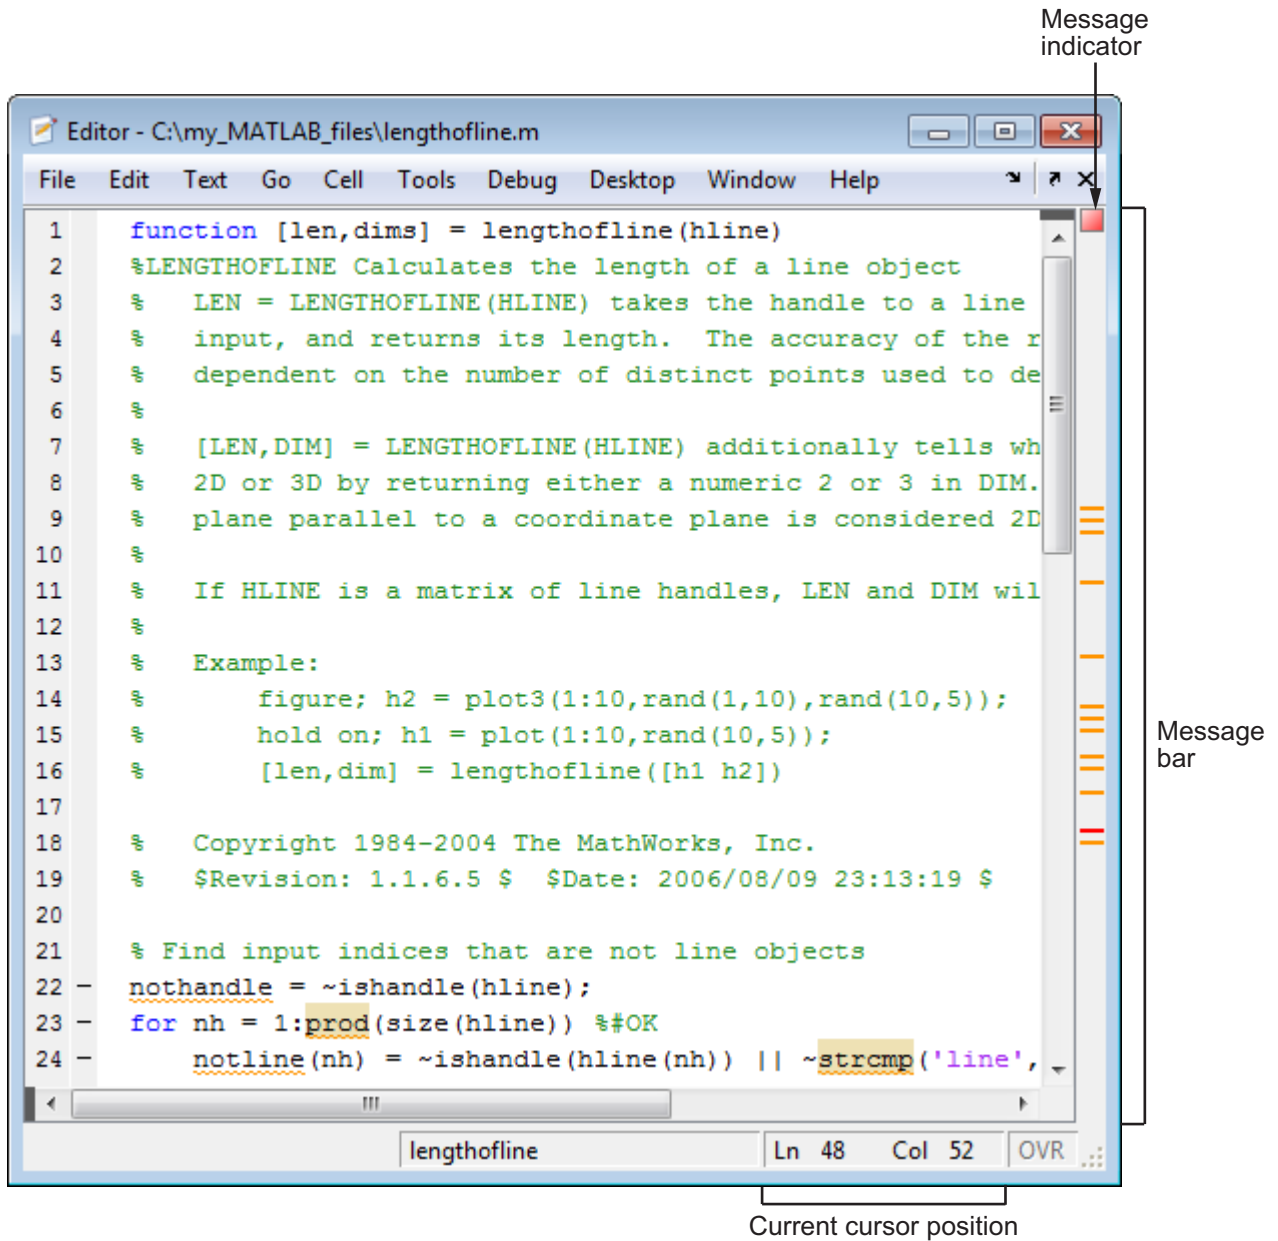 Message
indicator
Editor - C:\my_MATLAB_files\lengthofline.m
File Edit Text Go Cell Tools Debug Desktop Window Help
1 function [len,dims] = lengthofline(hline)
2 %LENGTHOFLINE Calculates the length of a line object
3 %   LEN = LENGTHOFLINE(HLINE) takes the handle to a line
4 %   input, and returns its length.  The accuracy of the r
5 %   dependent on the number of distinct points used to de
6 %
7 %   [LEN,DIM] = LENGTHOFLINE(HLINE) additionally tells wh
8 %   2D or 3D by returning either a numeric 2 or 3 in DIM.
9 %   plane parallel to a coordinate plane is considered 2D
10 %
11 %   If HLINE is a matrix of line handles, LEN and DIM wil
12 %
13 %   Example:
14 %       figure; h2 = plot3(1:10,rand(1,10),rand(10,5));
15 %       hold on; h1 = plot(1:10,rand(10,5));
16 %       [len,dim] = lengthofline([h1 h2])
17
18 %   Copyright 1984-2004 The MathWorks, Inc.
19 %   $Revision: 1.1.6.5 $  $Date: 2006/08/09 23:13:19 $
20
21 % Find input indices that are not line objects
22 – nothandle = ~ishandle(hline);
23 – for nh = 1:prod(size(hline)) %#OK
24 –     notline(nh) = ~ishandle(hline(nh)) || ~strcmp('line',
Message
bar
lengthofline Ln 48 Col 52 OVR
Current cursor position